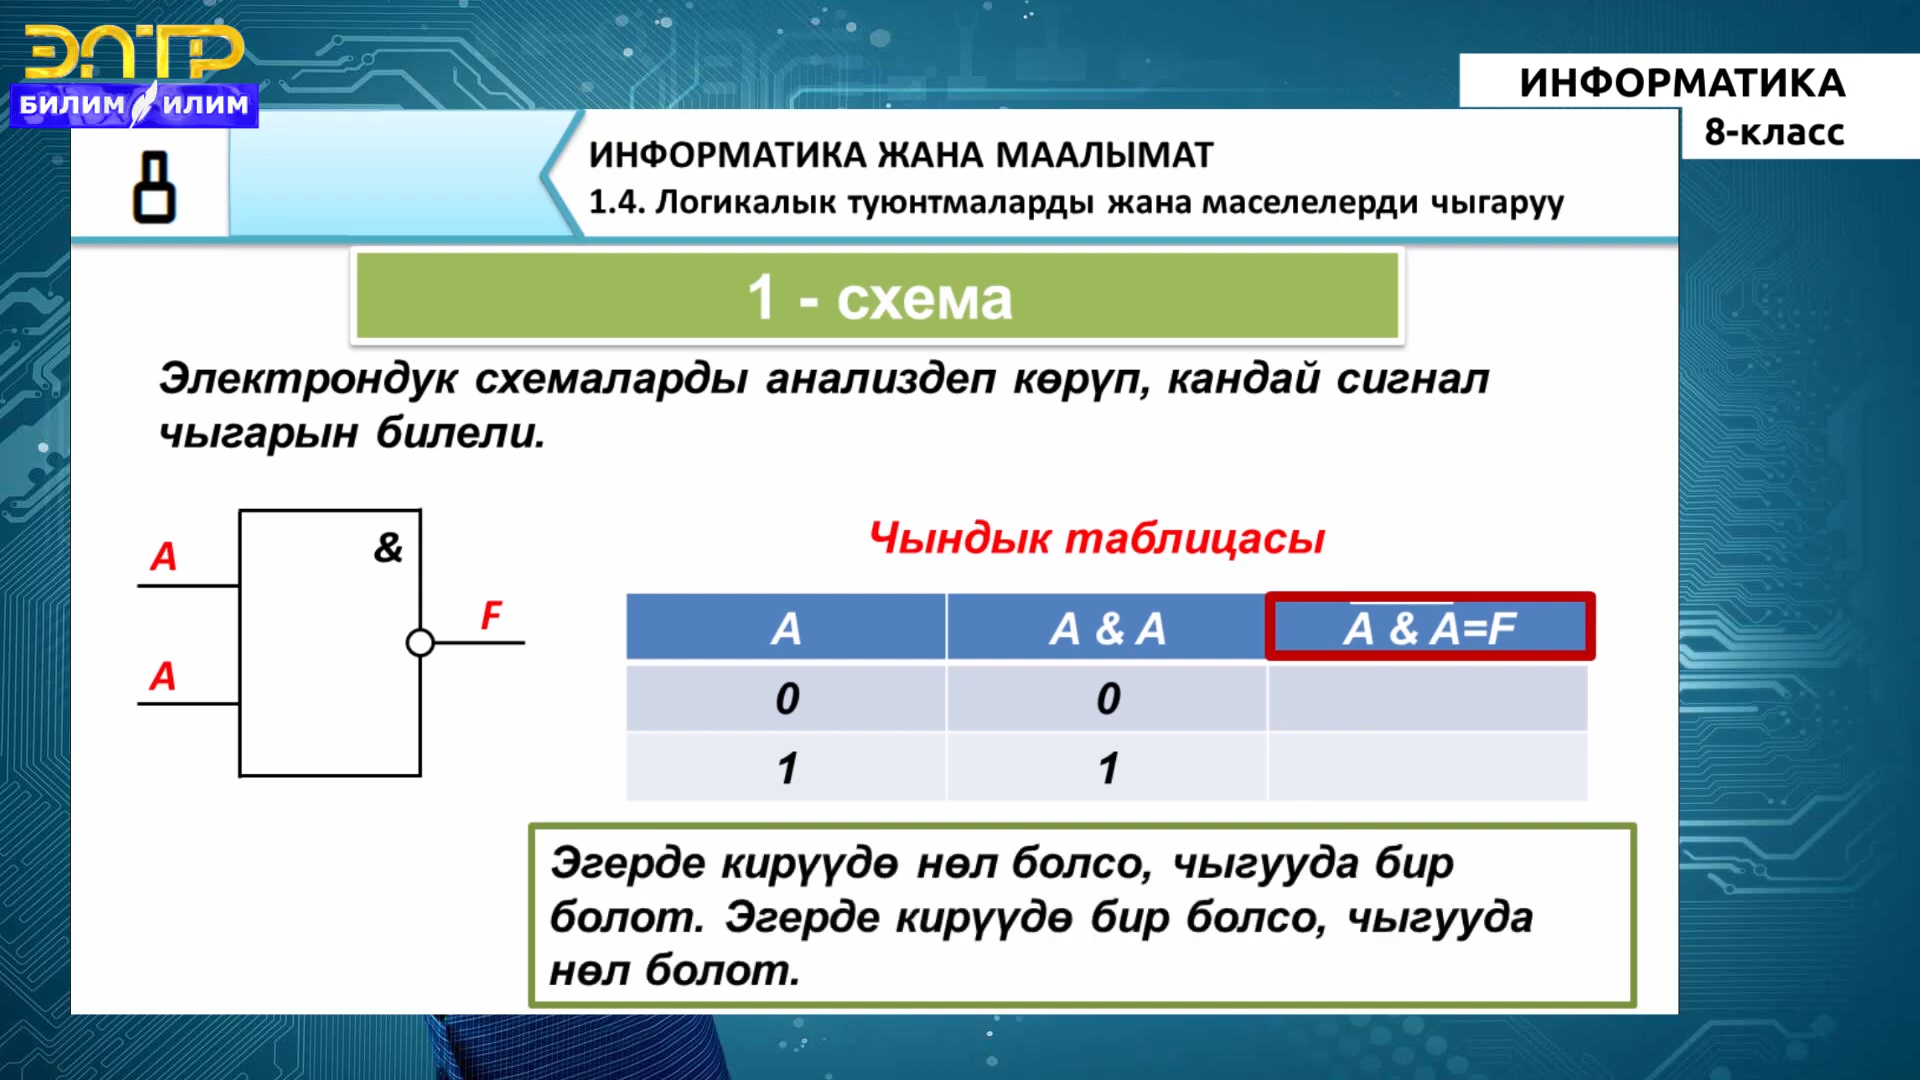 ЭЛТР
БИЛИМ ИЛИМ
ИНФОРМАТИКА
8-класс
ИНФОРМАТИКА ЖАНА МААЛЫМАТ
1.4. Логикалык туюнтмаларды жана маселелерди чыгаруу
1 - схема
Электрондук схемаларды анализдеп көрүп, кандай сигнал
чыгарын билели.
A
&
F
A
Чындык таблицасы
A A & A A & A=F
0 0
1 1
Эгерде кирүүдө нөл болсо, чыгууда бир
болот. Эгерде кирүүдө бир болсо, чыгууда
нөл болот.